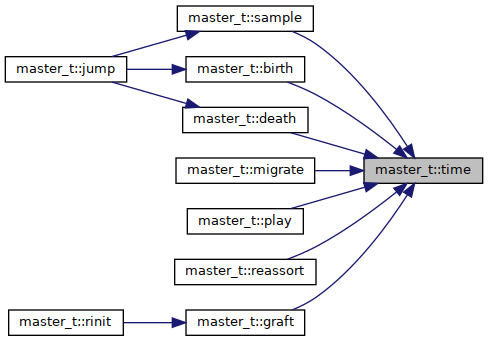 master_t::sample
master_t::jump
master_t::birth
master_t::death
master_t::migrate
master_t::time
master_t::play
master_t::reassort
master_t::rinit
master_t::graft